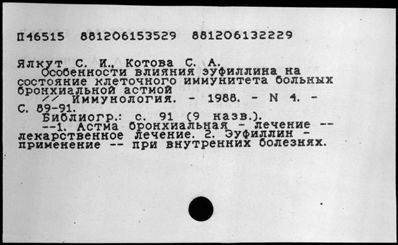 П46515 881206153529 881206132229
Ялкут С. И., Котова С. А.
Особенности влияния эуфиллина на
состояние клеточного иммунитета больных
бронхиальной астмой
// Иммунология. - 1988. - N 4. -
С. 89-91.
Библиогр.: с. 91 (9 назв.).
--1. Астма бронхиальная - лечение --
лекарственное лечение. 2. Эуфиллин -
применение -- при внутренних болезнях.